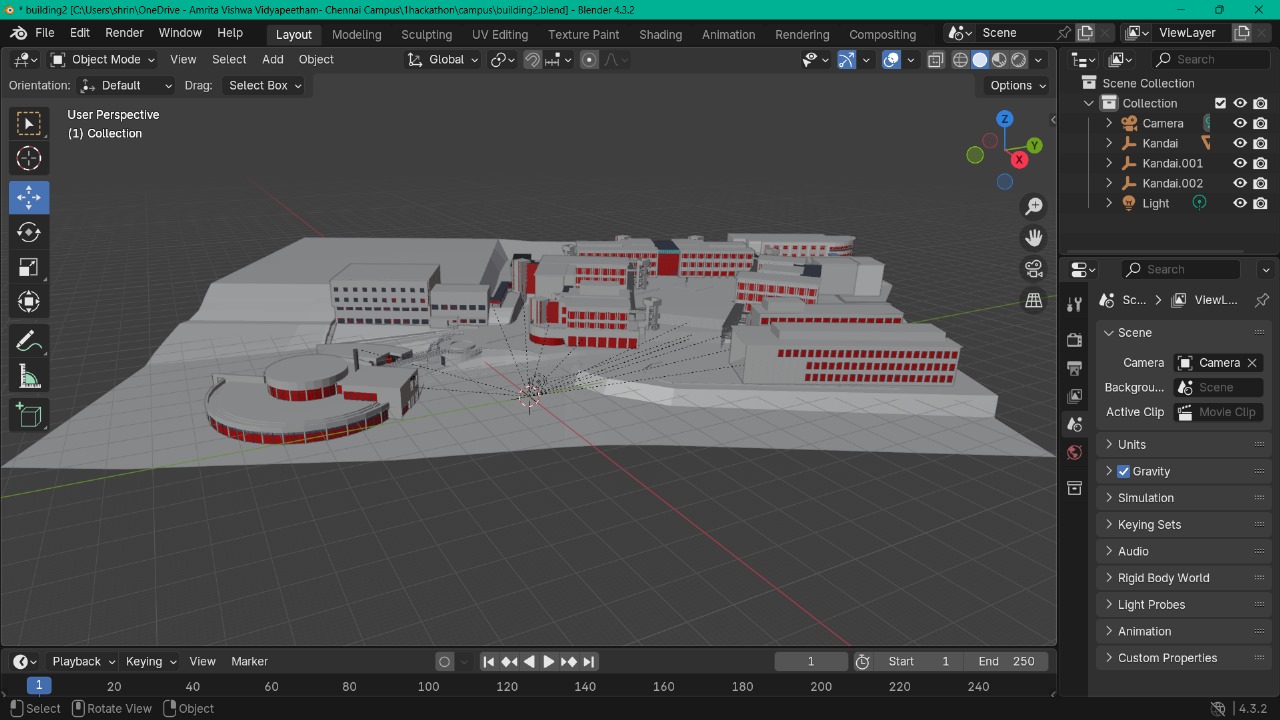 * building2 [C:\Users\shrin\OneDrive - Amrita Vishwa Vidyapeetham- Chennai Campus\1hackathon\campus\building2.blend] - Blender 4.3.2
File Edit Render Window Help Layout Modeling Sculpting UV Editing Texture Paint Shading Animation Rendering Compositing Scene ViewLayer
Object Mode View Select Add Object Global Search
Orientation: Default Drag: Select Box Options
Scene Collection
Collection
User Perspective
(1) Collection
Camera
Kandai
Kandai.001
Kandai.002
Light
Z
Y
X
Search
Sc... ViewL...
Scene
Camera Camera
Backgrou... Scene
Active Clip Movie Clip
Units
Gravity
Simulation
Keying Sets
Audio
Rigid Body World
Light Probes
Animation
Custom Properties
Playback Keying View Marker 1 Start 1 End 250
1 20 40 60 80 100 120 140 160 180 200 220 240
Select Rotate View Object 4.3.2